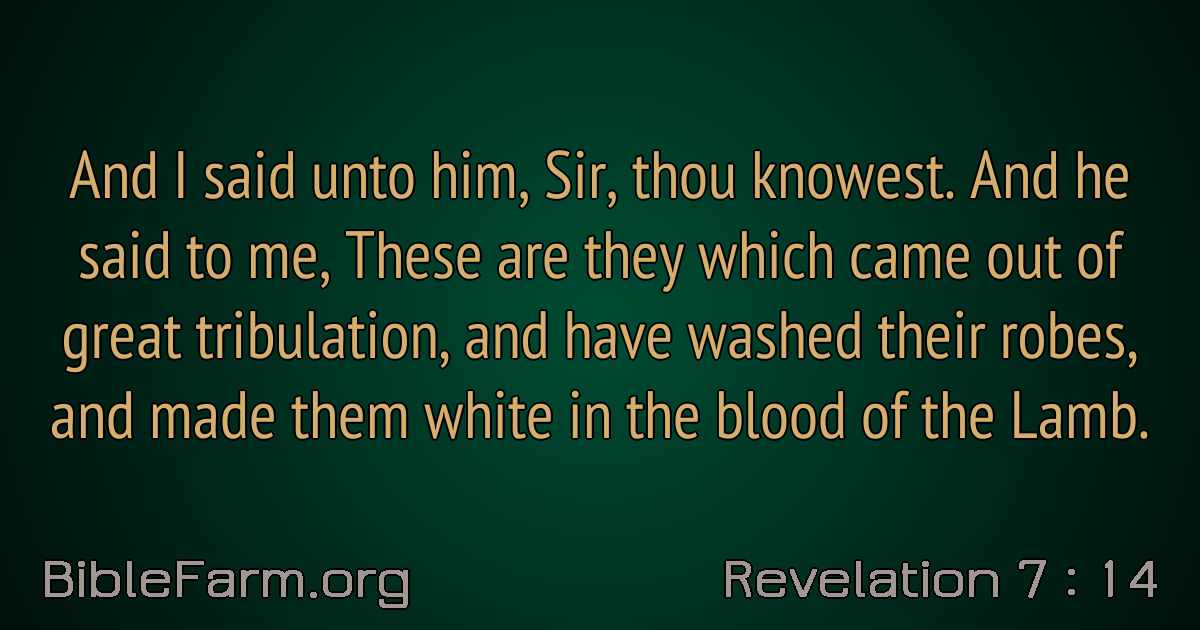 And I said unto him, Sir, thou knowest. And he
said to me, These are they which came out of
great tribulation, and have washed their robes,
and made them white in the blood of the Lamb.
BibleFarm.org
Revelation 7 : 14